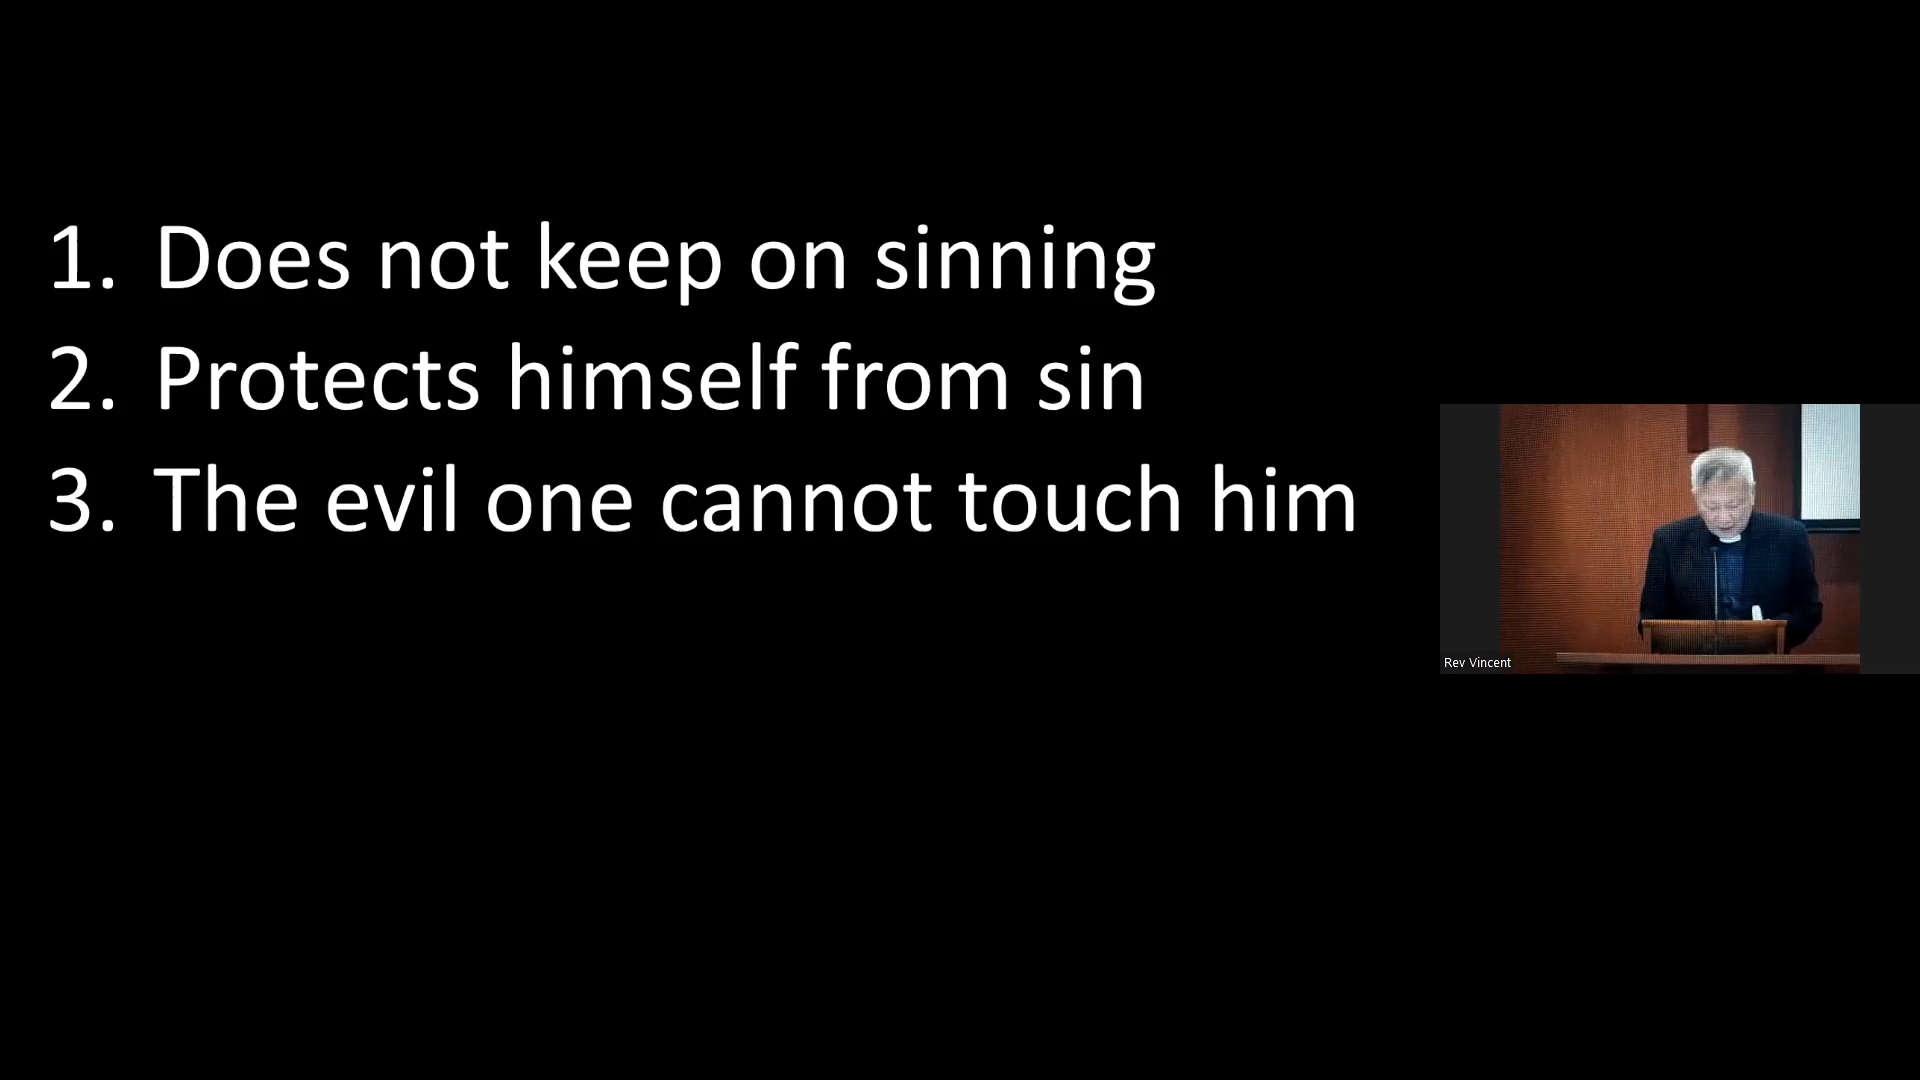 1. Does not keep on sinning
2. Protects himself from sin
3. The evil one cannot touch him
Rev Vincent